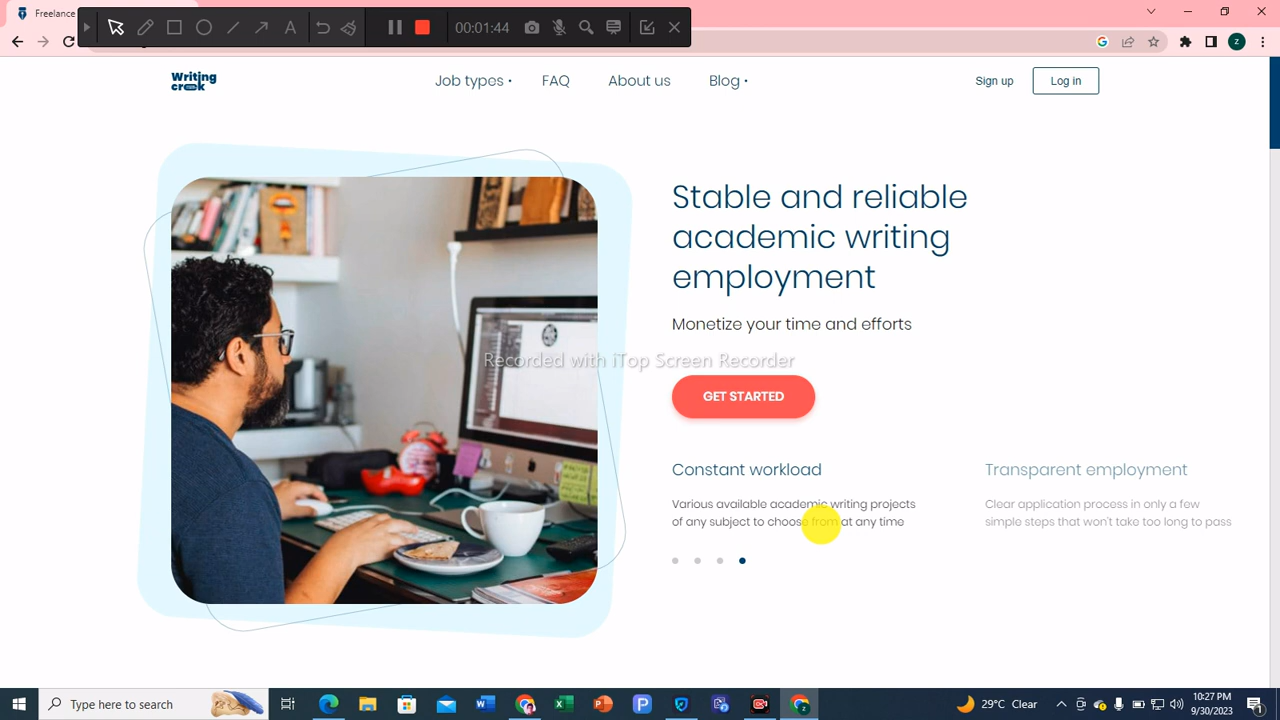 Freelance
00:01:44
Writing
creek
Job types •
FAQ
About us
Blog •
Sign up
Log in
Stable and reliable
academic writing
employment
Monetize your time and efforts
Recorded with iTop Screen Recorder
GET STARTED
Constant workload
Various available academic writing projects
of any subject to choose from at any time
Transparent employment
Clear application process in only a few
simple steps that won't take too long to pass
Type here to search
29°C Clear
10:27 PM
9/30/2023